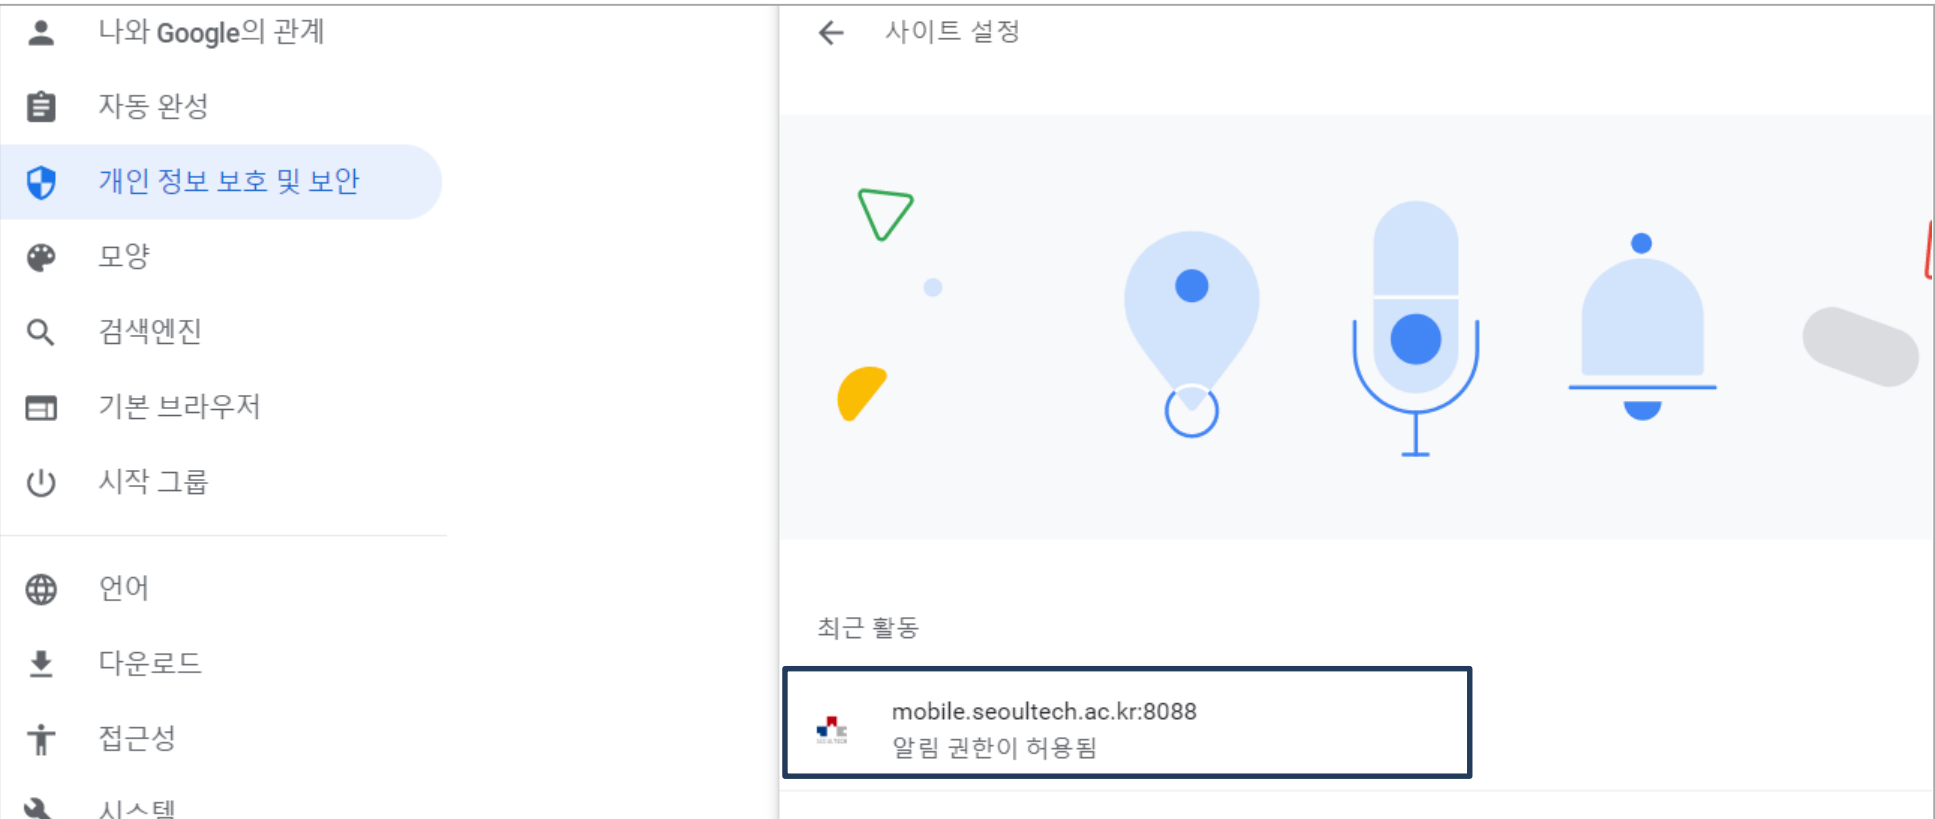 나와 Google의 관계
자동 완성
개인 정보 보호 및 보안
모양
검색엔진
기본 브라우저
시작 그룹
언어
다운로드
접근성
시스템
사이트 설정
최근 활동
mobile.seoultech.ac.kr:8088
알림 권한이 허용됨